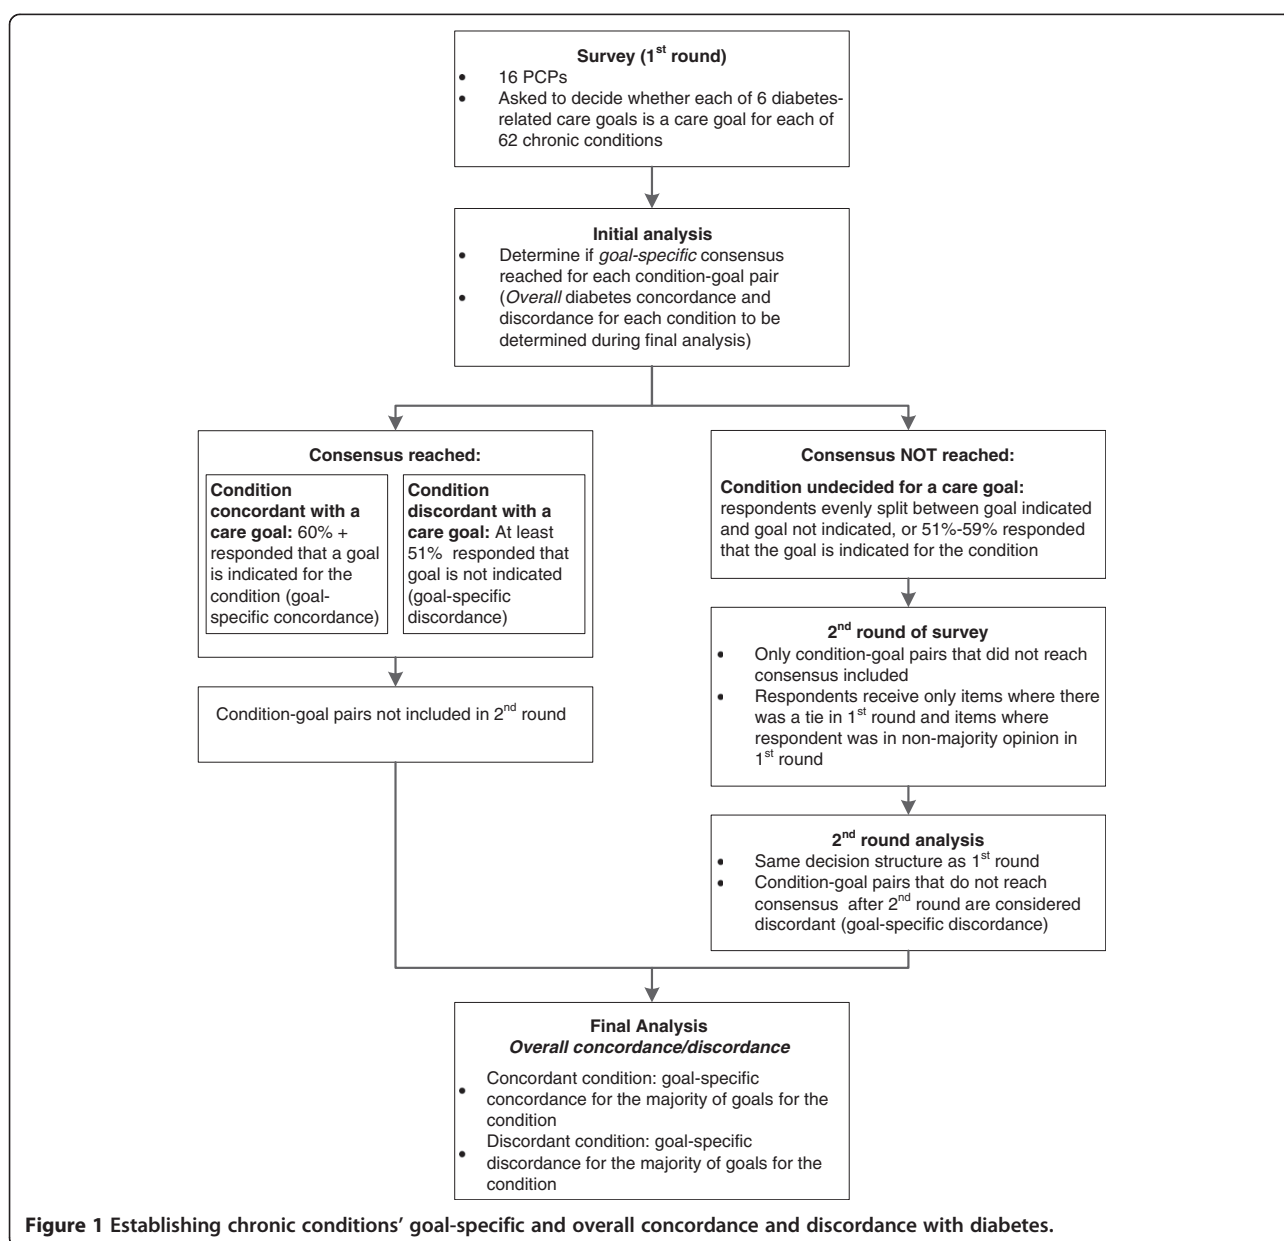 Survey (1st round)
• 16 PCPs
• Asked to decide whether each of 6 diabetes-
related care goals is a care goal for each of
62 chronic conditions
Initial analysis
• Determine if goal-specific consensus
reached for each condition-goal pair
• (Overall diabetes concordance and
discordance for each condition to be
determined during final analysis)
Consensus reached:
Condition
concordant with a
care goal: 60% +
responded that a goal
is indicated for the
condition (goal-
specific concordance)
Condition
discordant with a
care goal: At least
51% responded that
goal is not indicated
(goal-specific
discordance)
Condition-goal pairs not included in 2nd round
Consensus NOT reached:
Condition undecided for a care goal:
respondents evenly split between goal indicated
and goal not indicated, or 51%-59% responded
that the goal is indicated for the condition
2nd round of survey
• Only condition-goal pairs that did not reach
consensus included
• Respondents receive only items where there
was a tie in 1st round and items where
respondent was in non-majority opinion in
1st round
2nd round analysis
• Same decision structure as 1st round
• Condition-goal pairs that do not reach
consensus after 2nd round are considered
discordant (goal-specific discordance)
Final Analysis
Overall concordance/discordance
• Concordant condition: goal-specific
concordance for the majority of goals for the
condition
• Discordant condition: goal-specific
discordance for the majority of goals for the
condition
Figure 1 Establishing chronic conditions' goal-specific and overall concordance and discordance with diabetes.